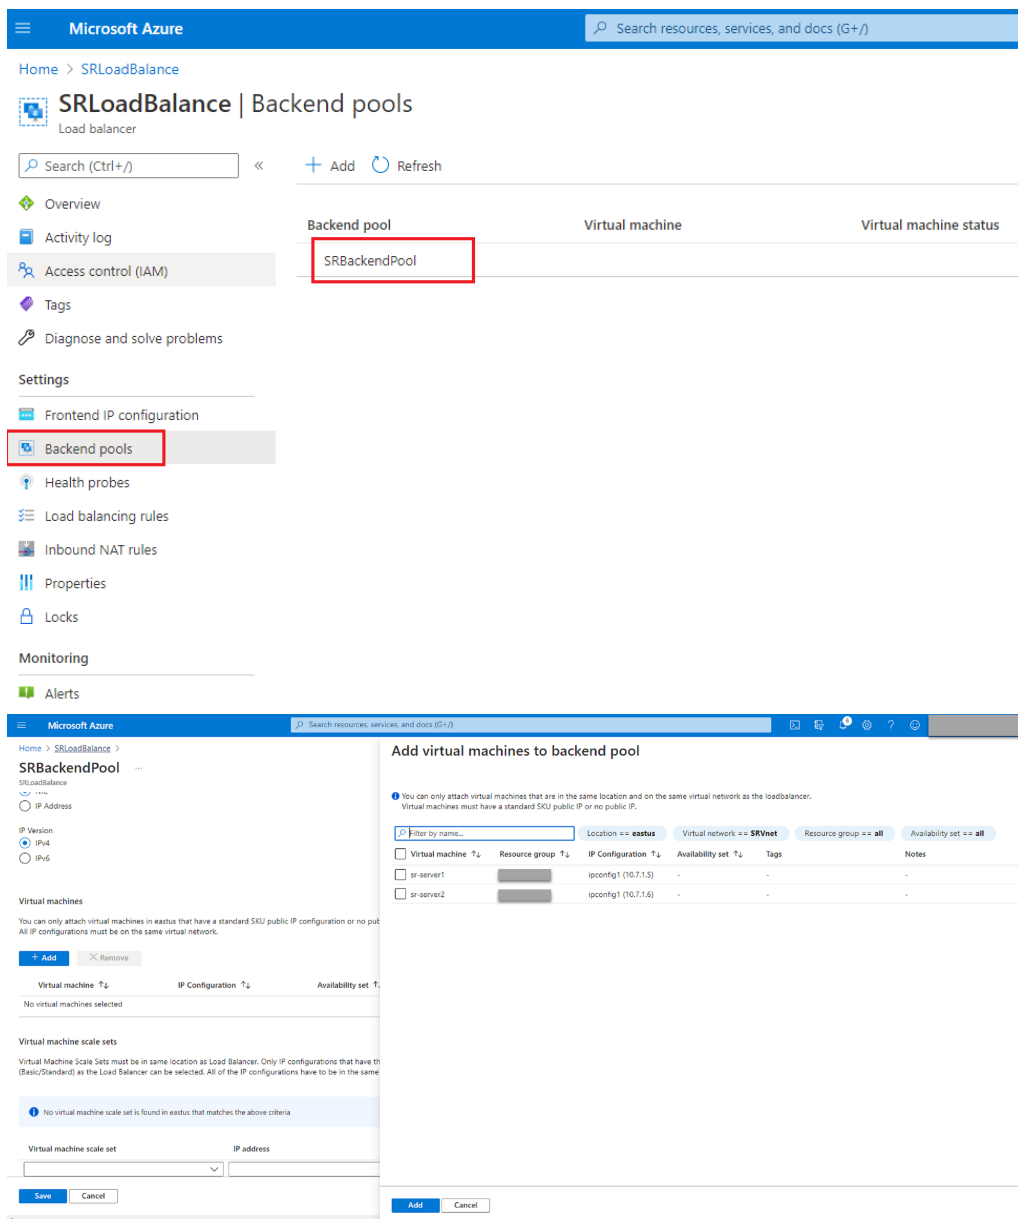 Microsoft Azure
Search resources, services, and docs (G+/)
Home > SRLoadBalance
SRLoadBalance | Backend pools
Load balancer
Search (Ctrl+/)
«
+ Add Refresh
Overview
Activity log
Access control (IAM)
Tags
Diagnose and solve problems
Settings
Frontend IP configuration
Backend pools
Health probes
Load balancing rules
Inbound NAT rules
Properties
Locks
Monitoring
Alerts
Backend pool Virtual machine Virtual machine status
SRBackendPool
Microsoft Azure
Search resources, services, and docs (G+/)
6
Home > SRLoadBalance >
SRBackendPool ...
SRLoadBalance
IP Address
IP Version
IPv4
IPv6
Virtual machines
You can only attach virtual machines in eastus that have a standard SKU public IP configuration or no pub
All IP configurations must be on the same virtual network.
+ Add × Remove
Virtual machine ↑↓ IP Configuration ↑↓ Availability set ↑
No virtual machines selected
Virtual machine scale sets
Virtual Machine Scale Sets must be in same location as Load Balancer. Only IP configurations that have th
(Basic/Standard) as the Load Balancer can be selected. All of the IP configurations have to be in the same
No virtual machine scale set is found in eastus that matches the above criteria
Virtual machine scale set IP address
Save Cancel
Add virtual machines to backend pool
You can only attach virtual machines that are in the same location and on the same virtual network as the loadbalancer.
Virtual machines must have a standard SKU public IP or no public IP.
Filter by name... Location == eastus Virtual network == SRVnet Resource group == all Availability set == all
Virtual machine ↑↓ Resource group ↑↓ IP Configuration ↑↓ Availability set ↑↓ Tags Notes
sr-server1 ipconfig1 (10.7.1.5) - - -
sr-server2 ipconfig1 (10.7.1.6) - - -
Add Cancel